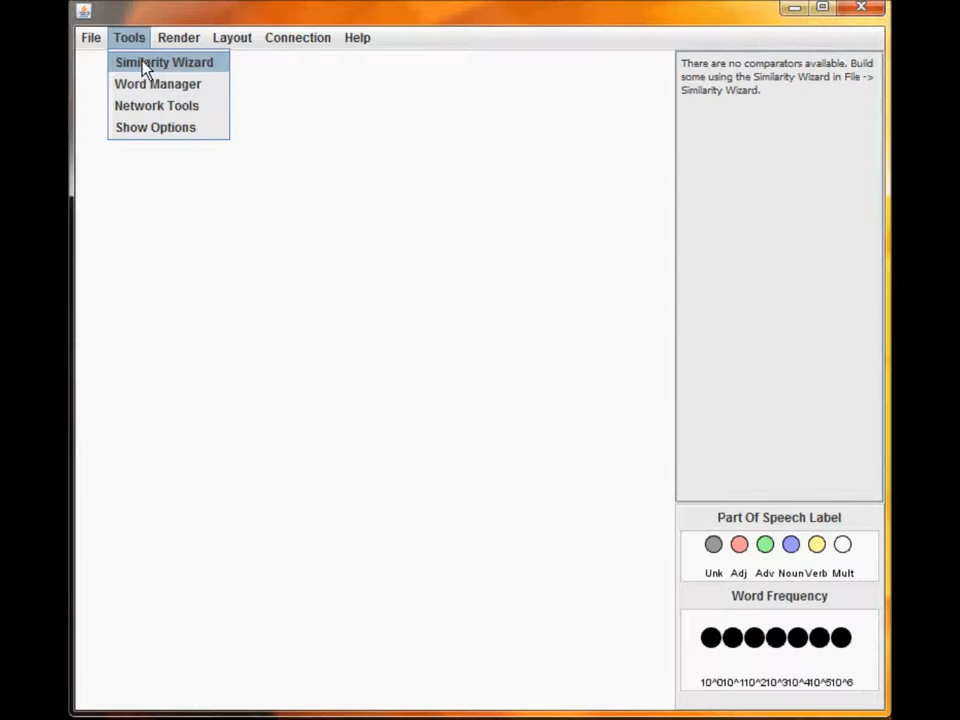 File Tools Render Layout Connection Help
Similarity Wizard
Word Manager
Network Tools
Show Options
There are no comparators available. Build
some using the Similarity Wizard in File ->
Similarity Wizard.
Part Of Speech Label
Unk Adj Adv Noun Verb Mult
Word Frequency
10^0 10^1 10^2 10^3 10^4 10^5 10^6